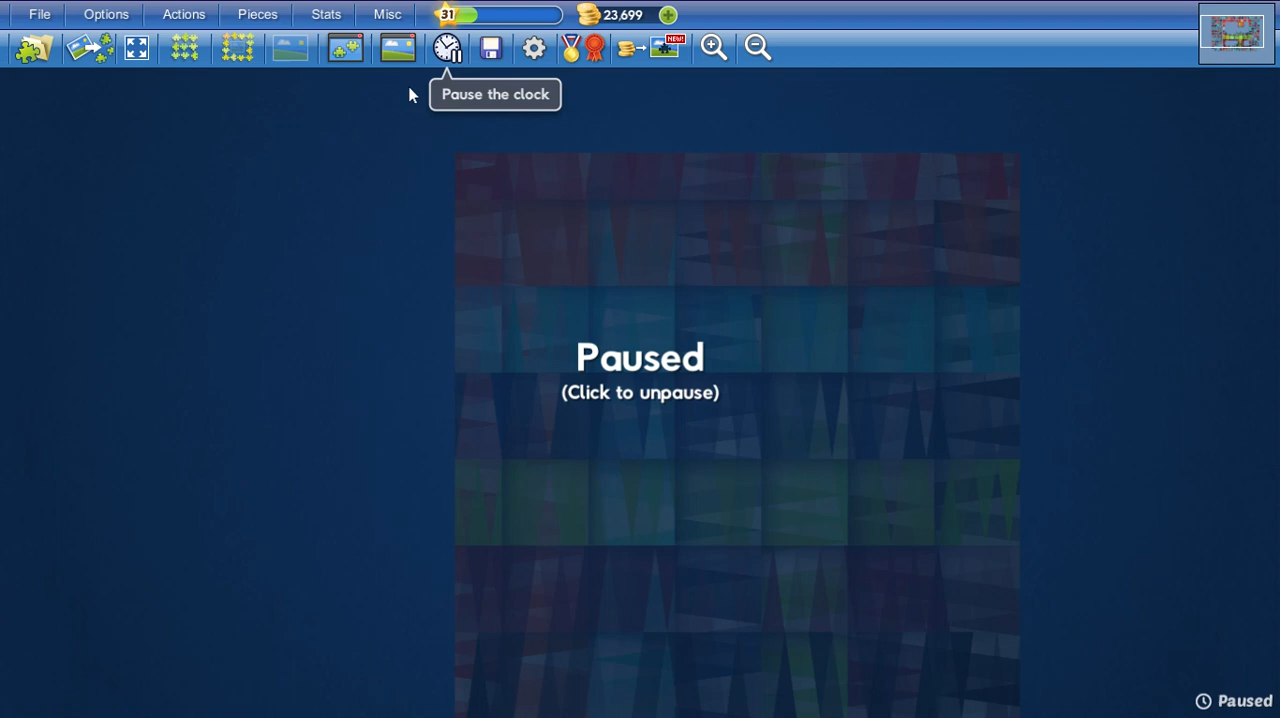 File Options Actions Pieces Stats Misc 31 23,699
NEW!
Pause the clock
Paused
(Click to unpause)
Paused